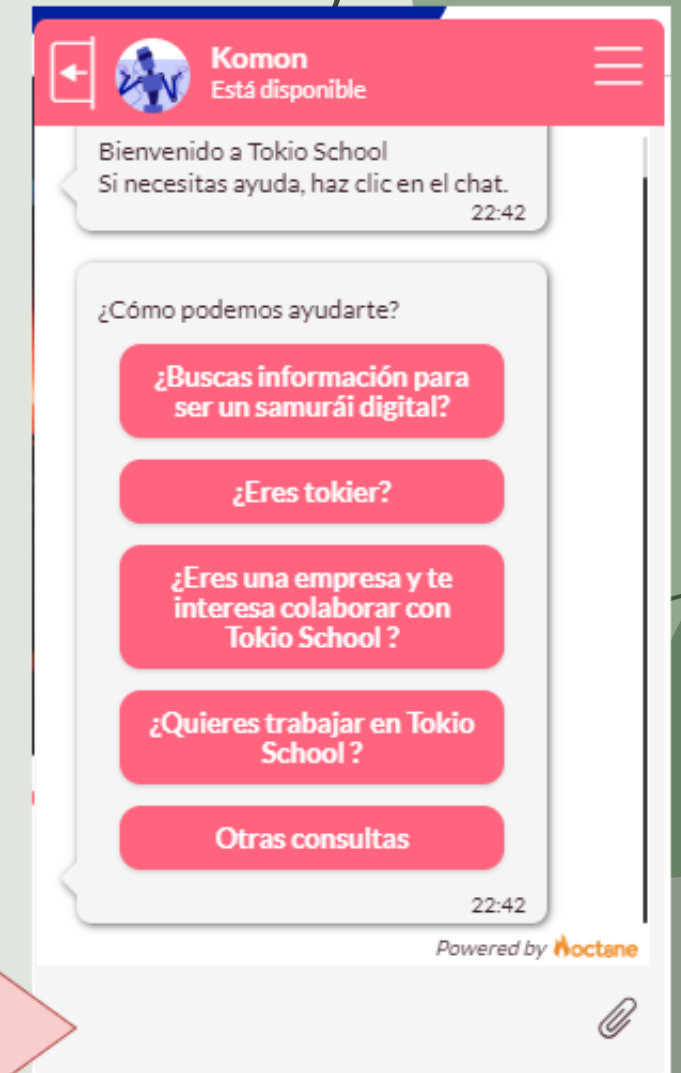 Komon
Está disponible
Bienvenido a Tokio School
Si necesitas ayuda, haz clic en el chat.
22:42
¿Cómo podemos ayudarte?
¿Buscas información para
ser un samurái digital?
¿Eres tokier?
¿Eres una empresa y te
interesa colaborar con
Tokio School ?
¿Quieres trabajar en Tokio
School ?
Otras consultas
22:42
Powered by octane